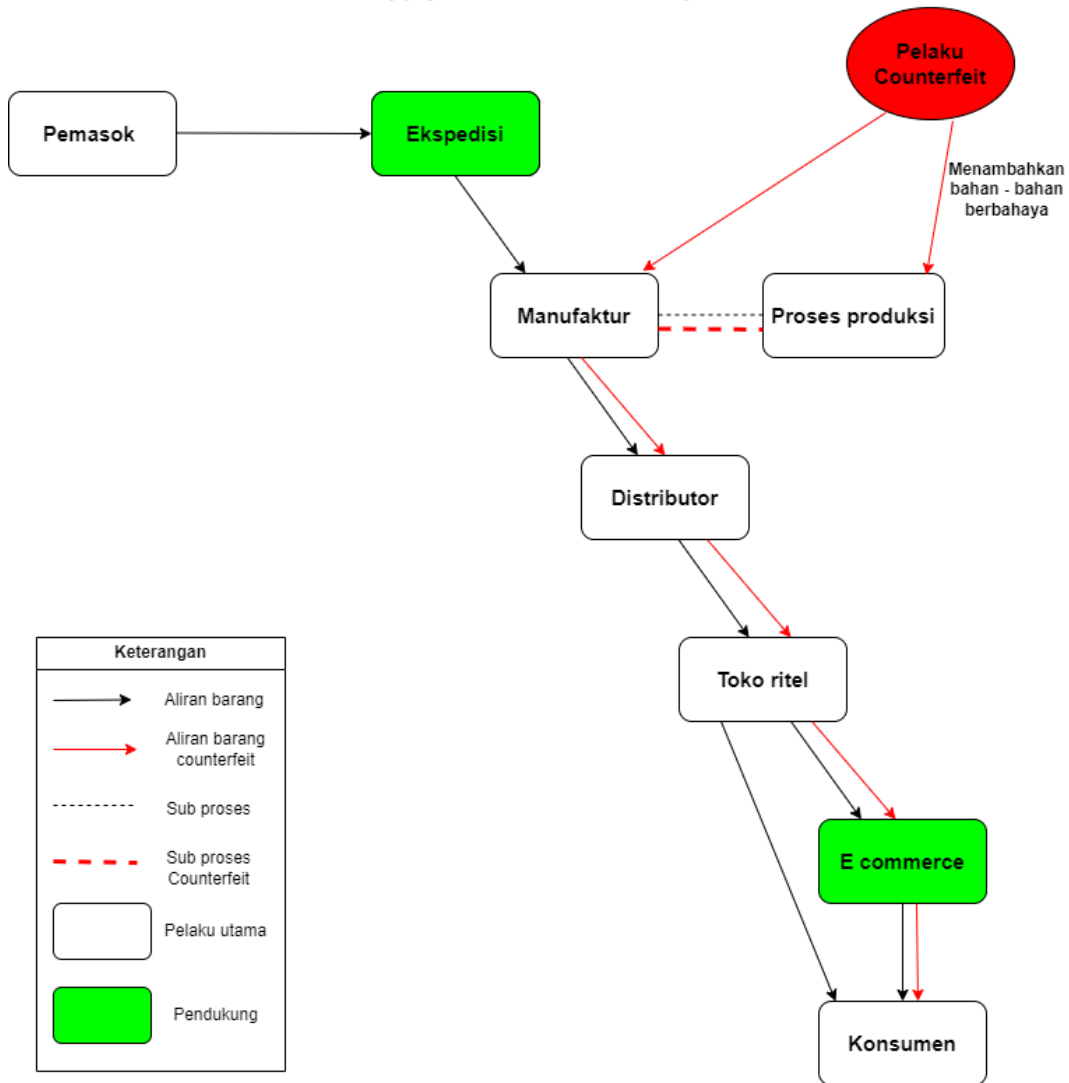 Pelaku
Counterfeit
Pemasok
Ekspedisi
Menambahkan
bahan - bahan
berbahaya
Manufaktur
Proses produksi
Distributor
Toko ritel
E commerce
Konsumen
Keterangan
Aliran barang
Aliran barang
counterfeit
Sub proses
Sub proses
Counterfeit
Pelaku utama
Pendukung